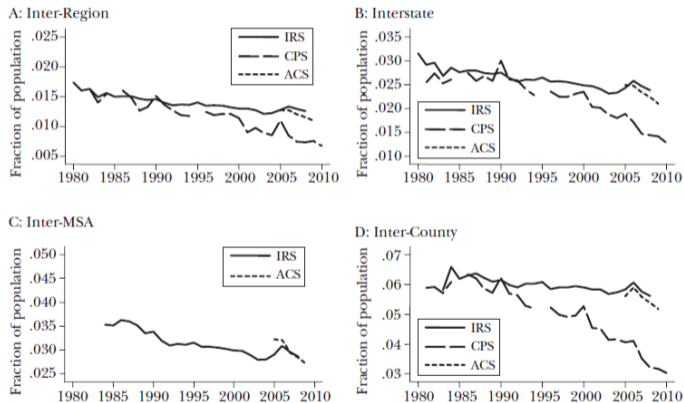 A: Inter-Region
Fraction of population
.025
.020
.015
.010
.005
IRS
CPS
ACS
1980 1985 1990 1995 2000 2005 2010
B: Interstate
Fraction of population
.035
.030
.025
.020
.015
.010
IRS
CPS
ACS
1980 1985 1990 1995 2000 2005 2010
C: Inter-MSA
Fraction of population
.050
.045
.040
.035
.030
.025
IRS
ACS
1980 1985 1990 1995 2000 2005 2010
D: Inter-County
Fraction of population
.07
.06
.05
.04
.03
IRS
CPS
ACS
1980 1985 1990 1995 2000 2005 2010